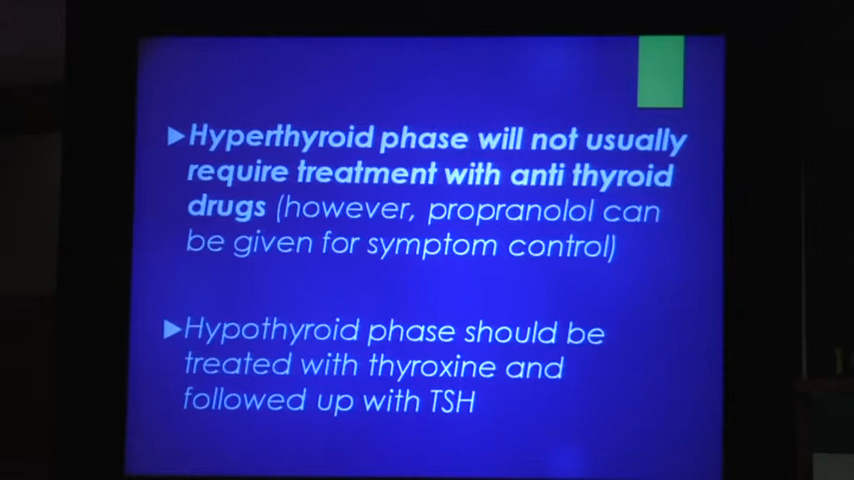 Hyperthyroid phase will not usually
require treatment with anti thyroid
drugs (however, propranolol can
be given for symptom control)
Hypothyroid phase should be
treated with thyroxine and
followed up with TSH